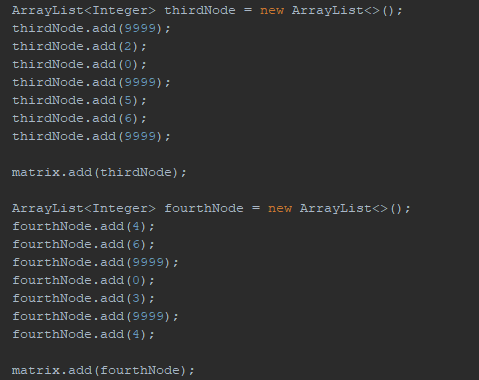 ArrayList<Integer> thirdNode = new ArrayList<>();
thirdNode.add(9999);
thirdNode.add(2);
thirdNode.add(0);
thirdNode.add(9999);
thirdNode.add(5);
thirdNode.add(6);
thirdNode.add(9999);
matrix.add(thirdNode);
ArrayList<Integer> fourthNode = new ArrayList<>();
fourthNode.add(4);
fourthNode.add(6);
fourthNode.add(9999);
fourthNode.add(0);
fourthNode.add(3);
fourthNode.add(9999);
fourthNode.add(4);
matrix.add(fourthNode);